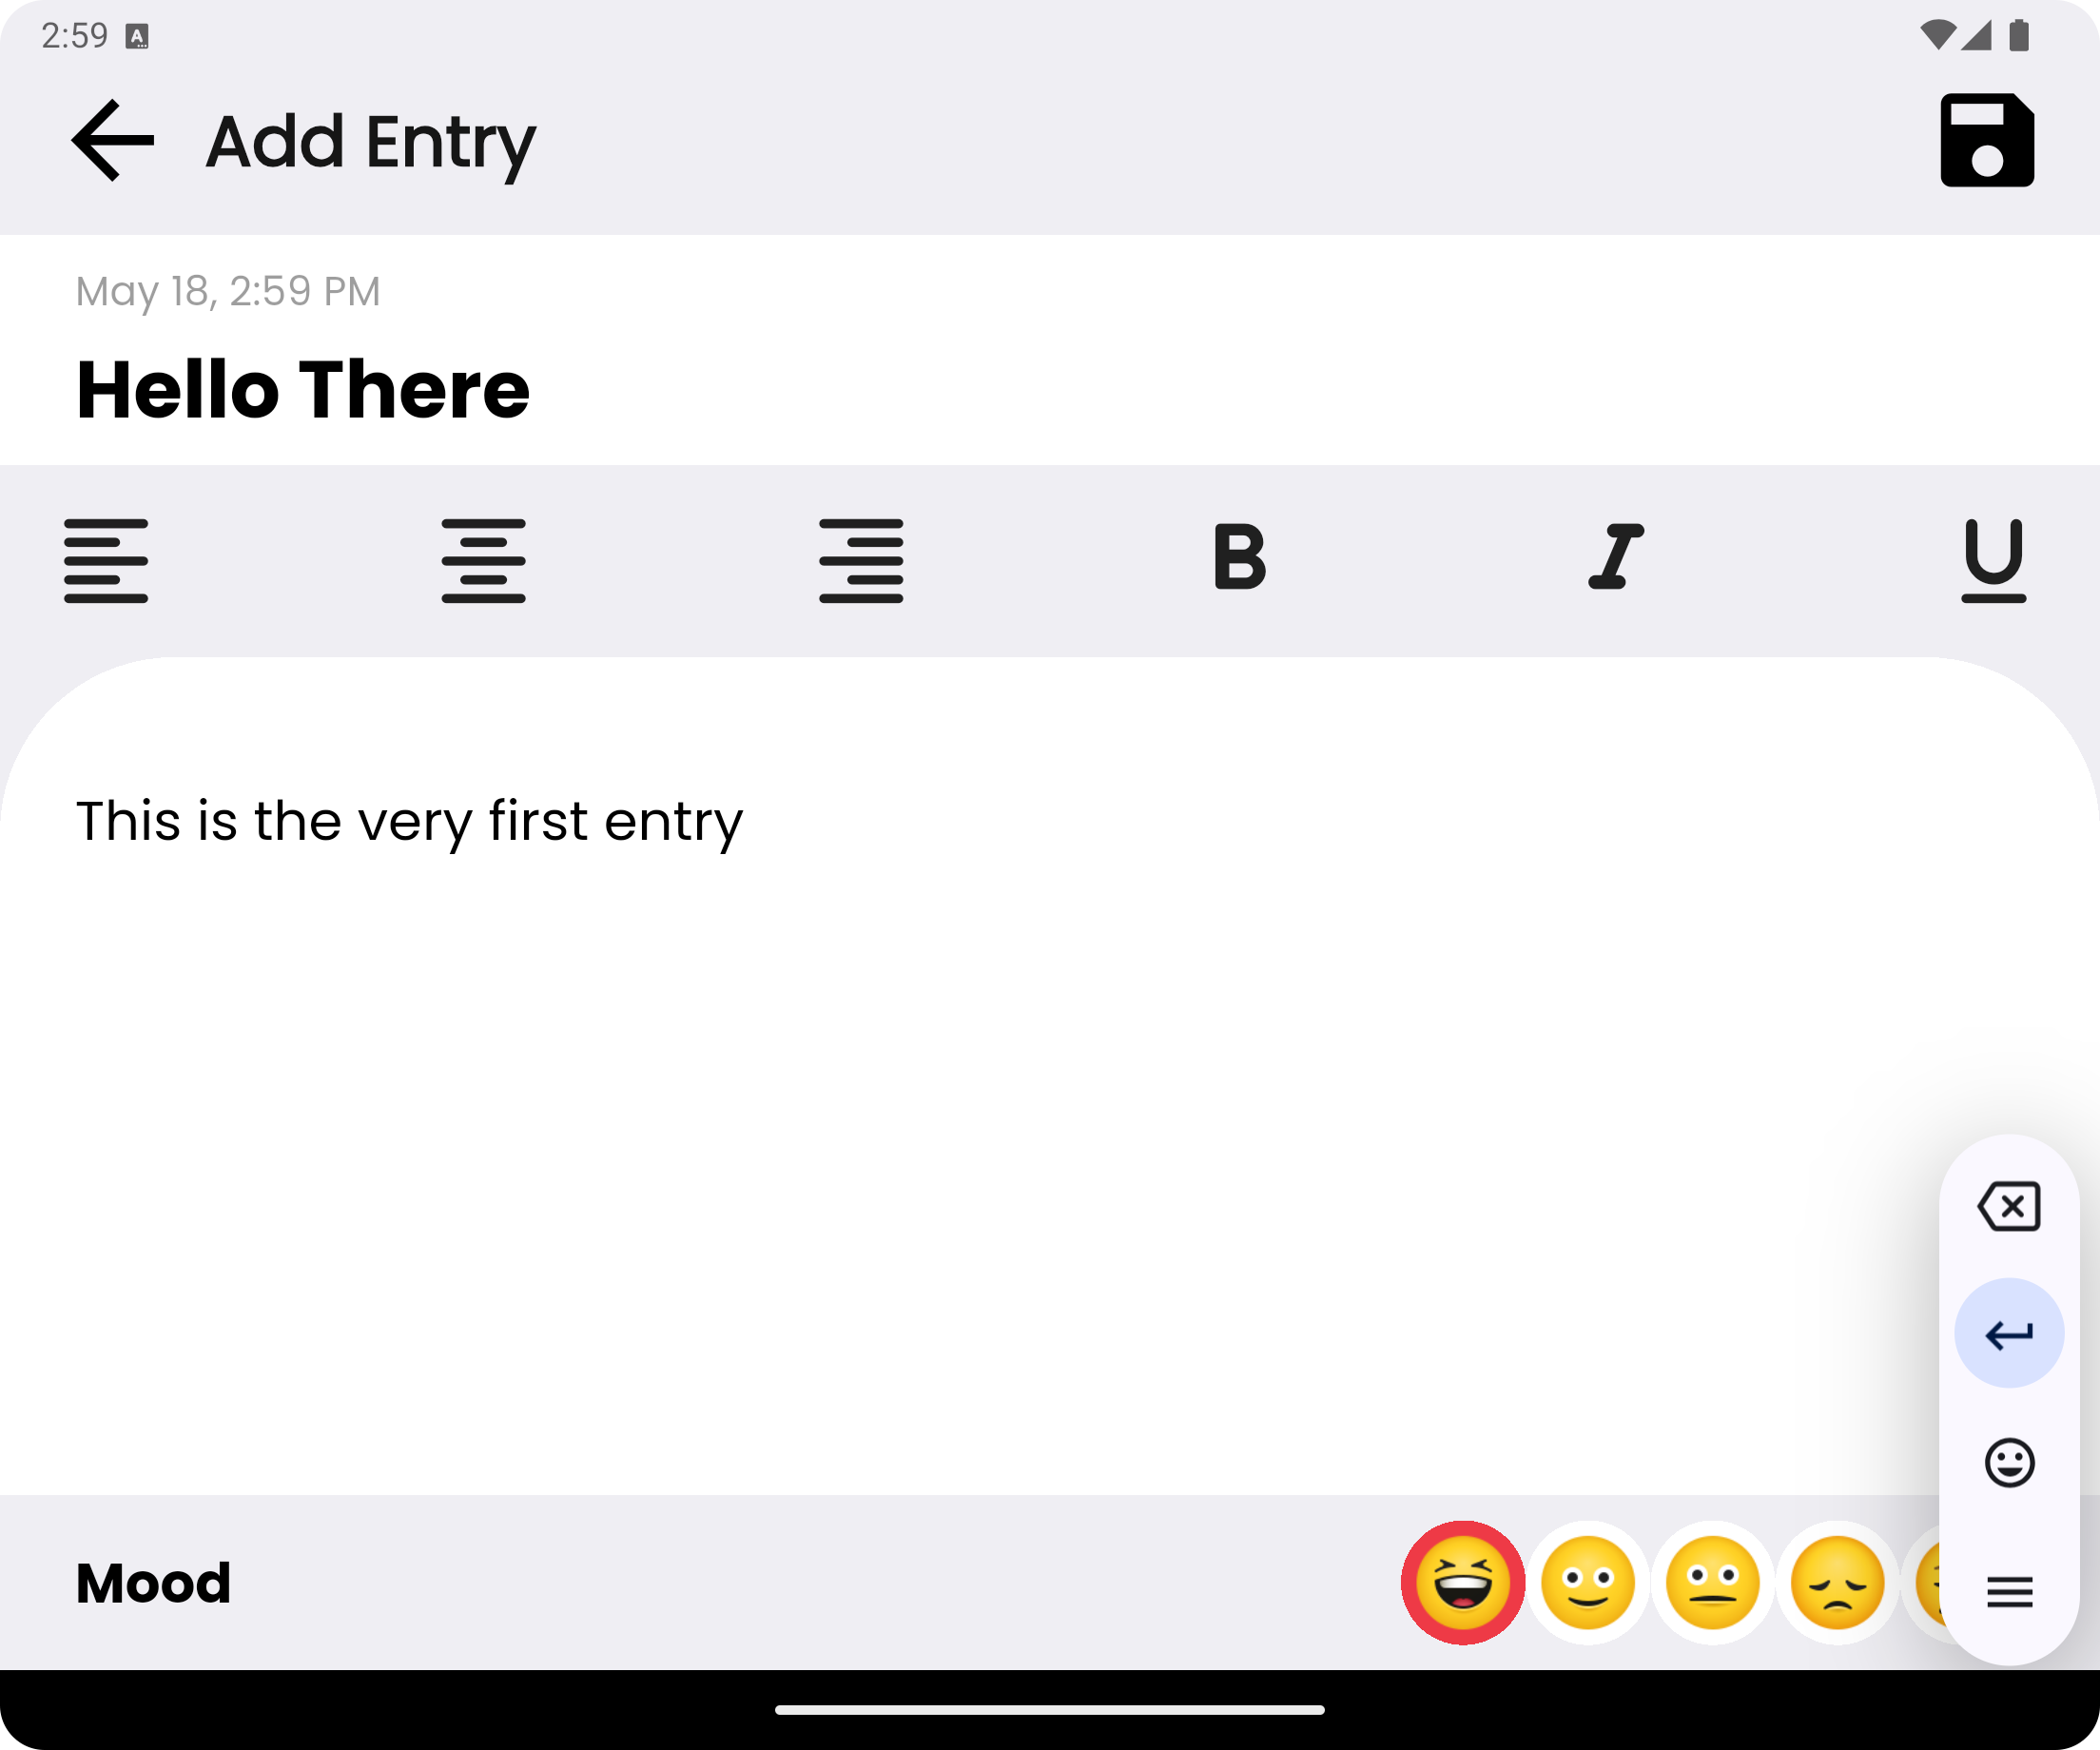 2:59
Add Entry
May 18, 2:59 PM
Hello There
B I U
This is the very first entry
Mood